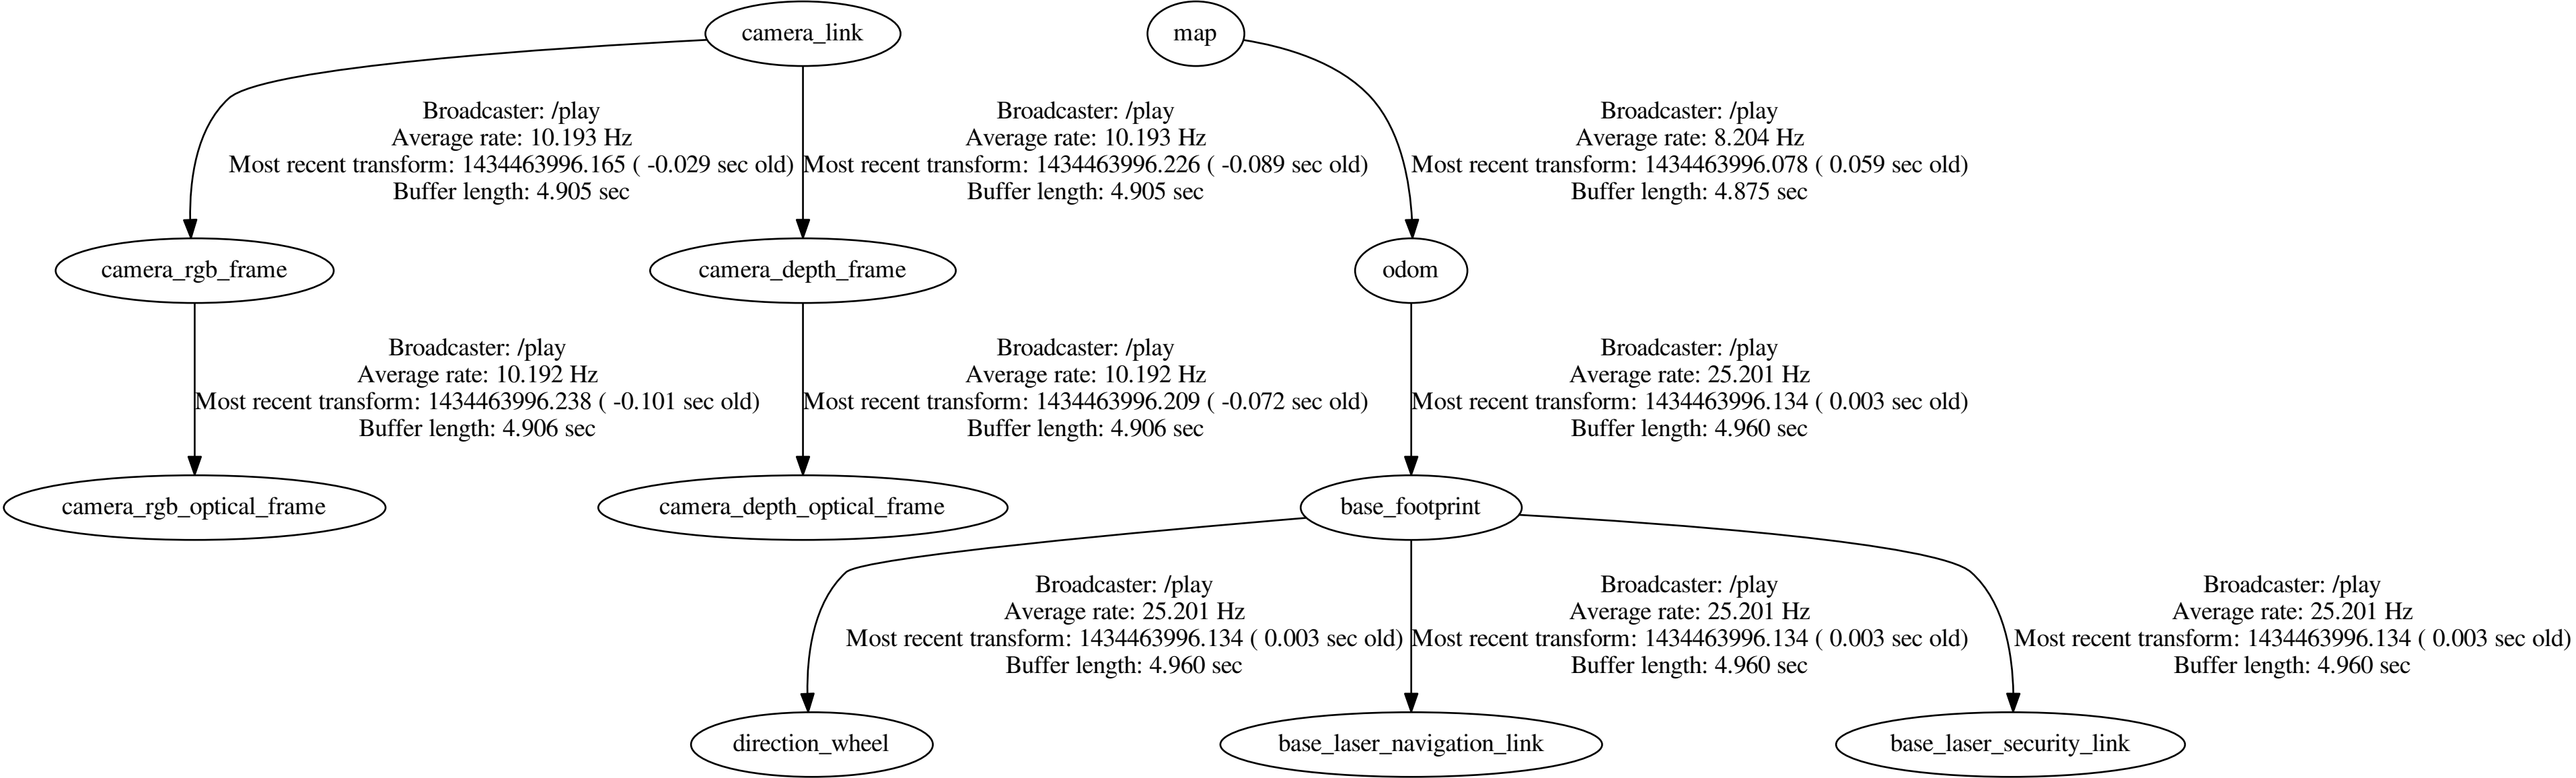 camera_link
map
Broadcaster: /play
Average rate: 10.193 Hz
Most recent transform: 1434463996.165 ( -0.029 sec old)
Buffer length: 4.905 sec
Broadcaster: /play
Average rate: 10.193 Hz
Most recent transform: 1434463996.226 ( -0.089 sec old)
Buffer length: 4.905 sec
Broadcaster: /play
Average rate: 8.204 Hz
Most recent transform: 1434463996.078 ( 0.059 sec old)
Buffer length: 4.875 sec
camera_rgb_frame
camera_depth_frame
odom
Broadcaster: /play
Average rate: 10.192 Hz
Most recent transform: 1434463996.238 ( -0.101 sec old)
Buffer length: 4.906 sec
Broadcaster: /play
Average rate: 10.192 Hz
Most recent transform: 1434463996.209 ( -0.072 sec old)
Buffer length: 4.906 sec
Broadcaster: /play
Average rate: 25.201 Hz
Most recent transform: 1434463996.134 ( 0.003 sec old)
Buffer length: 4.960 sec
camera_rgb_optical_frame
camera_depth_optical_frame
base_footprint
Broadcaster: /play
Average rate: 25.201 Hz
Most recent transform: 1434463996.134 ( 0.003 sec old)
Buffer length: 4.960 sec
Broadcaster: /play
Average rate: 25.201 Hz
Most recent transform: 1434463996.134 ( 0.003 sec old)
Buffer length: 4.960 sec
Broadcaster: /play
Average rate: 25.201 Hz
Most recent transform: 1434463996.134 ( 0.003 sec old)
Buffer length: 4.960 sec
direction_wheel
base_laser_navigation_link
base_laser_security_link